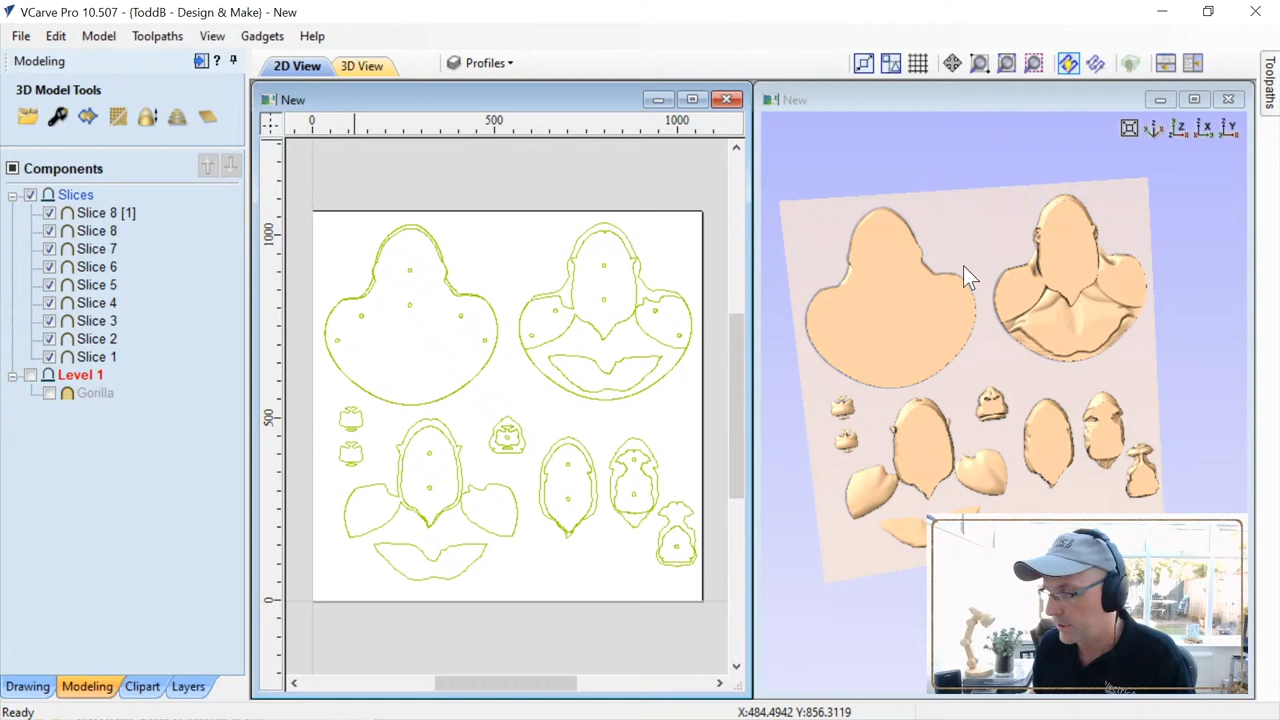 VCarve Pro 10.507 - {ToddB - Design & Make} - New
File Edit Model Toolpaths View Gadgets Help
Modeling
?
2D View
3D View
Profiles
Toolpaths
3D Model Tools
New
New
0 500 1000
Z X Y
Components
Slices
Slice 8 [1]
Slice 8
Slice 7
Slice 6
Slice 5
Slice 4
Slice 3
Slice 2
Slice 1
Level 1
Gorilla
1000
500
0
Drawing Modeling Clipart Layers
Ready
X:484.4942 Y:856.3119